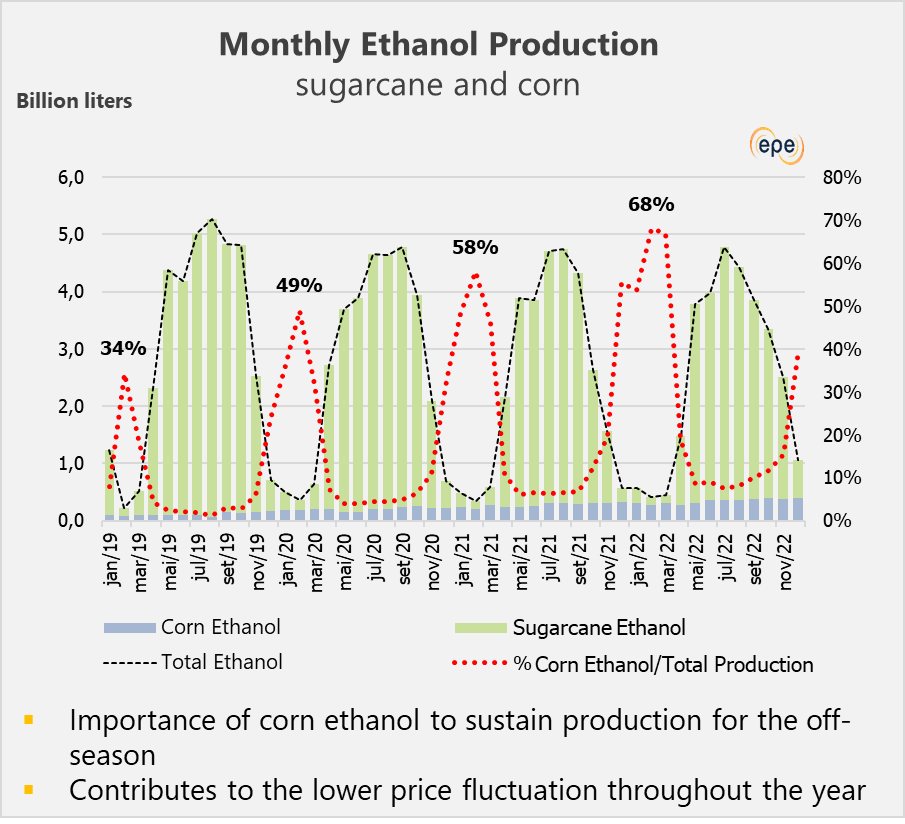 Monthly Ethanol Production
sugarcane and corn
Billion liters
epe
6,0
5,0
4,0
3,0
2,0
1,0
0,0
80%
70%
60%
50%
40%
30%
20%
10%
0%
34%
49%
58%
68%
jan/19
mar/19
mai/19
jul/19
set/19
nov/19
jan/20
mar/20
mai/20
jul/20
set/20
nov/20
jan/21
mar/21
mai/21
jul/21
set/21
nov/21
jan/22
mar/22
mai/22
jul/22
set/22
nov/22
Corn Ethanol
Sugarcane Ethanol
Total Ethanol
% Corn Ethanol/Total Production
▪ Importance of corn ethanol to sustain production for the off-
season
▪ Contributes to the lower price fluctuation throughout the year